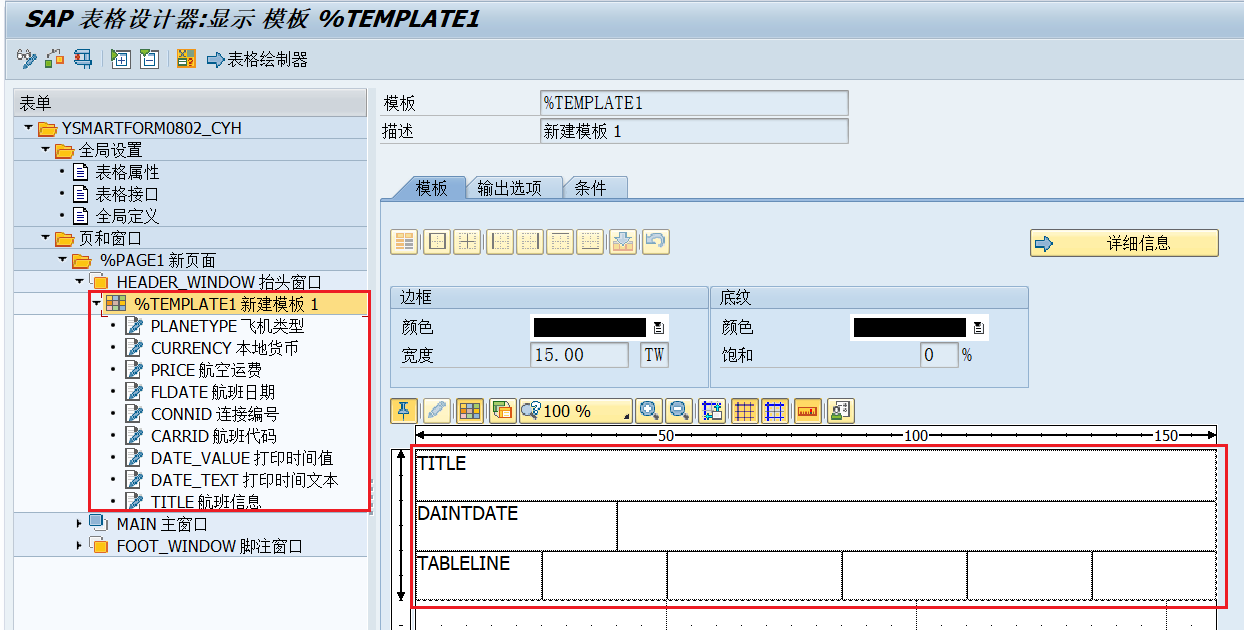 SAP 表格设计器:显示 模板 %TEMPLATE1
表格绘制器
表单
YSMARTFORM0802_CYH
全局设置
表格属性
表格接口
全局定义
页和窗口
%PAGE1 新页面
HEADER_WINDOW 抬头窗口
%TEMPLATE1 新建模板 1
PLANETYPE 飞机类型
CURRENCY 本地货币
PRICE 航空运费
FLDATE 航班日期
CONNID 连接编号
CARRID 航班代码
DATE_VALUE 打印时间值
DATE_TEXT 打印时间文本
TITLE 航班信息
MAIN 主窗口
FOOT_WINDOW 脚注窗口
模板 %TEMPLATE1
描述 新建模板 1
模板 输出选项 条件
详细信息
边框 底纹
颜色 颜色
宽度 15.00 TW 饱和 0 %
100 %
50 100 150
TITLE
DAINTDATE
TABLELINE